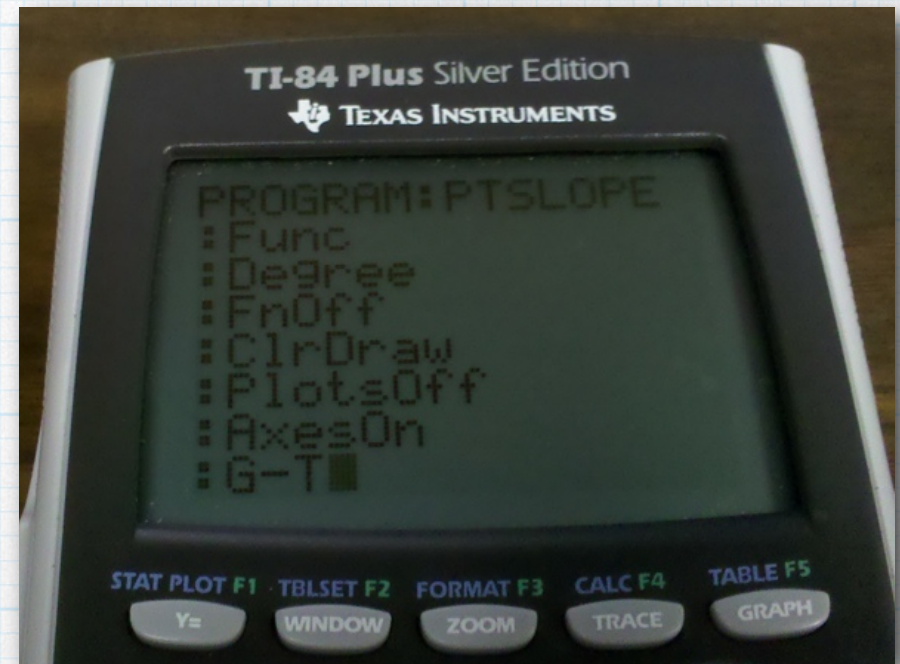 TI-84 Plus Silver Edition
TEXAS INSTRUMENTS
PROGRAM:PTSLOPE
:Func
:Degree
:FnOff
:ClrDraw
:PlotsOff
:AxesOn
:G-T
STAT PLOT F1 TBLSET F2 FORMAT F3 CALC F4 TABLE F5
Y= WINDOW ZOOM TRACE GRAPH